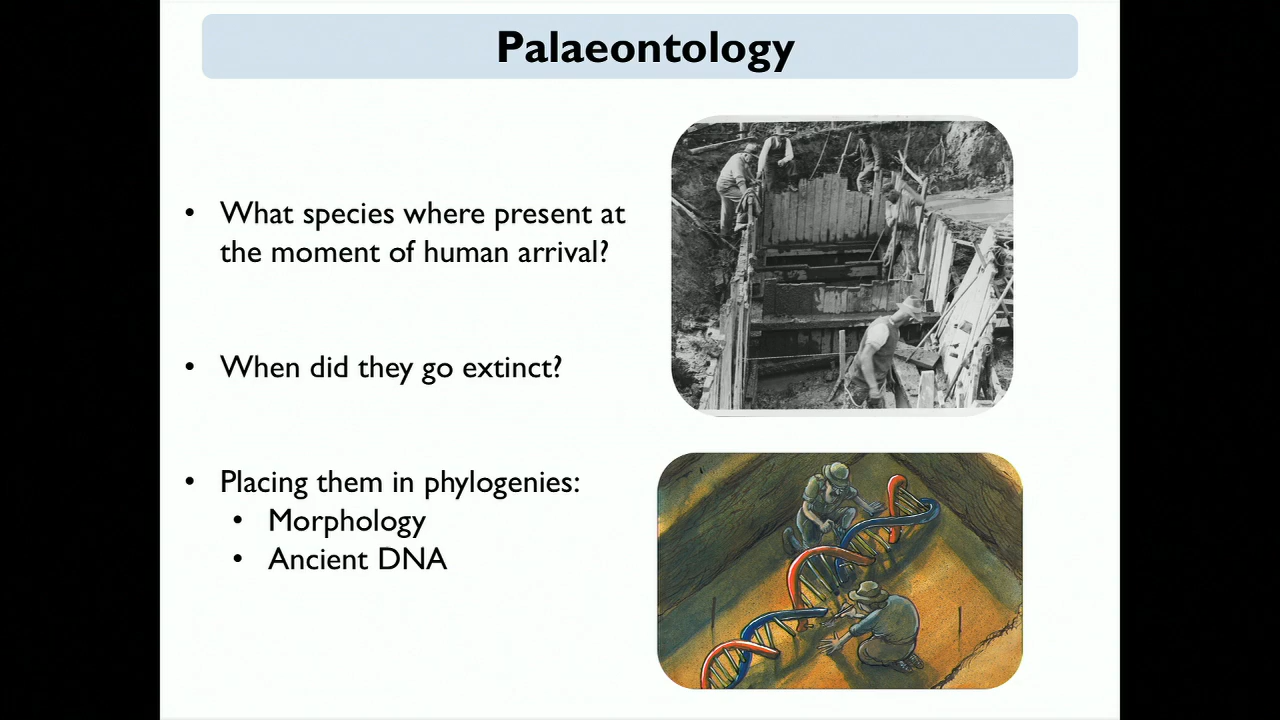 Palaeontology
• What species where present at
the moment of human arrival?
• When did they go extinct?
• Placing them in phylogenies:
• Morphology
• Ancient DNA